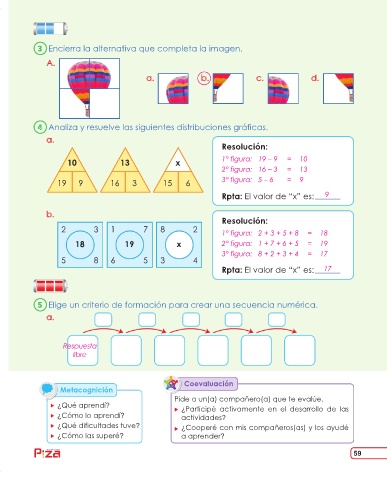 3 Encierra la alternativa que completa la imagen.
A.
a. b. c. d.
4 Analiza y resuelve las siguientes distribuciones gráficas.
a.
10 13 x
19 9 16 3 15 6
Resolución:
1° figura: 19 – 9 = 10
2° figura: 16 – 3 = 13
3° figura: 5 – 6 = 9
Rpta: El valor de "x" es: 9
b.
2 3 1 7 8 2
18 19 x
5 8 6 5 3 4
Resolución:
1° figura: 2 + 3 + 5 + 8 = 18
2° figura: 1 + 7 + 6 + 5 = 19
3° figura: 8 + 2 + 3 + 4 = 17
Rpta: El valor de "x" es: 17
5 Elige un criterio de formación para crear una secuencia numérica.
a.
Respuesta
libre
Metacognición
¿Qué aprendí?
¿Cómo lo aprendí?
¿Qué dificultades tuve?
¿Cómo las superé?
Coevaluación
Pide a un(a) compañero(a) que te evalúe.
¿Participé activamente en el desarrollo de las
actividades?
¿Cooperé con mis compañeros(as) y los ayudé
a aprender?
Pıza
59